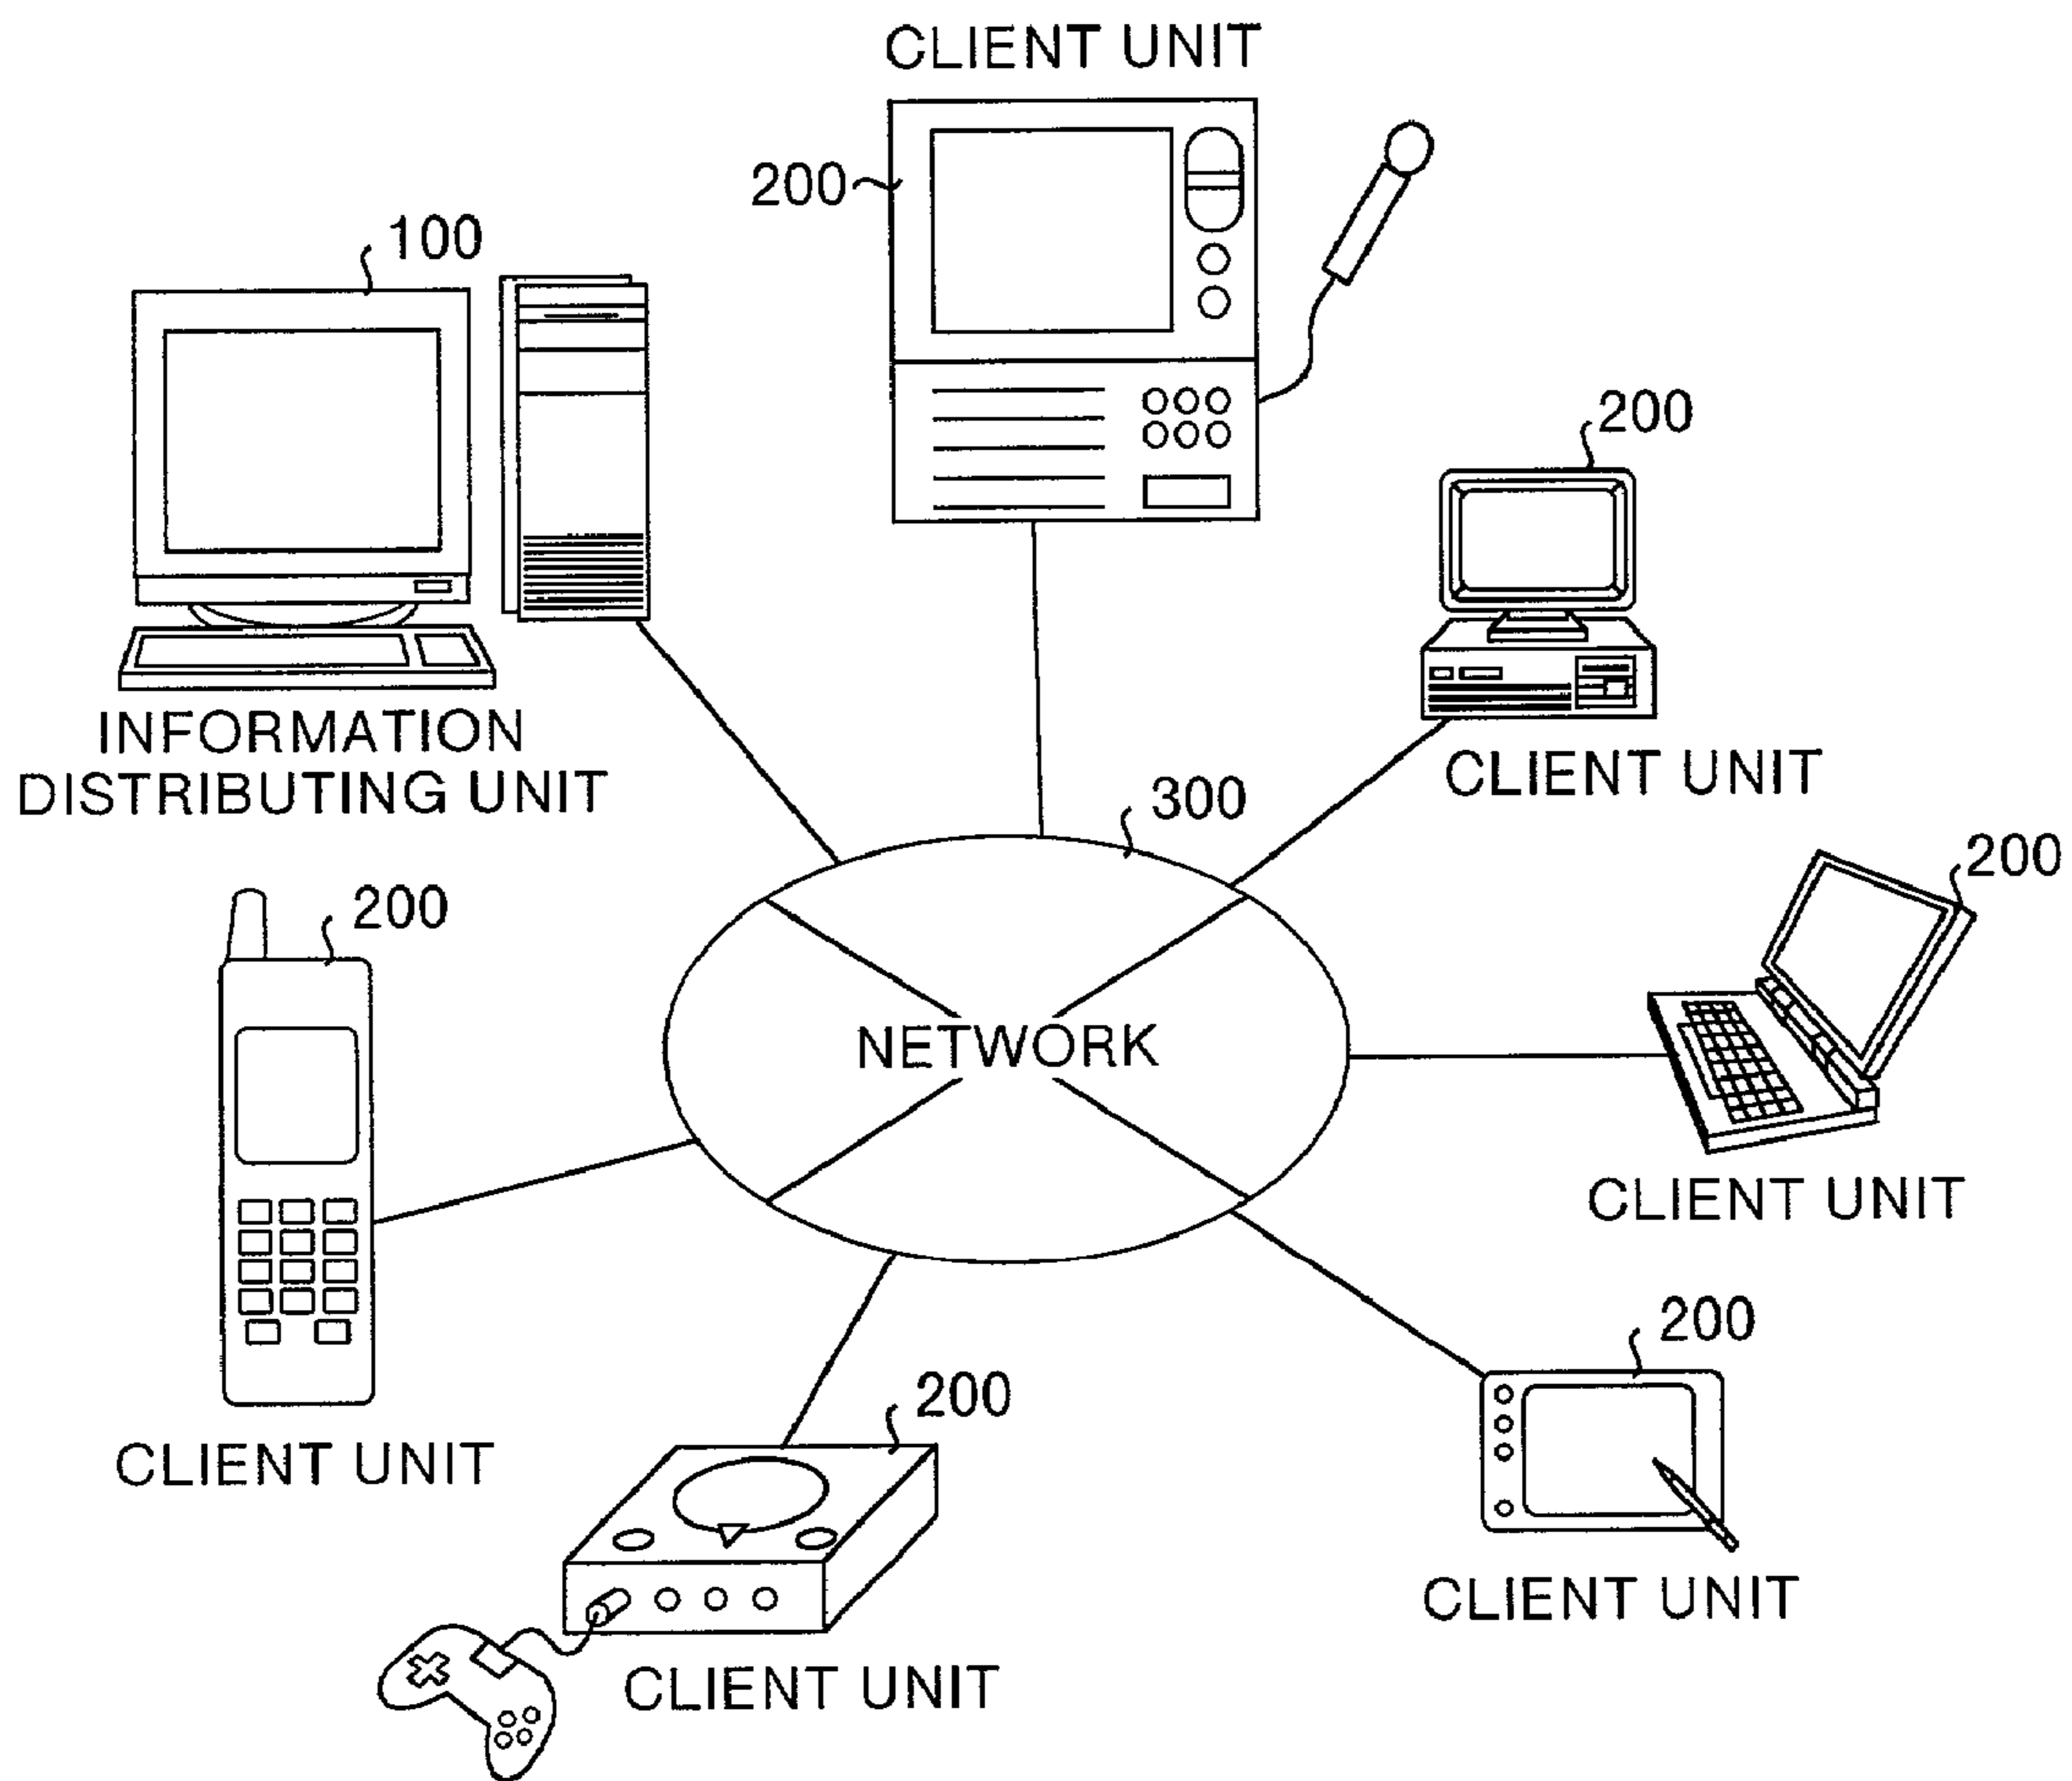 CLIENT UNIT
200
100
200
INFORMATION
DISTRIBUTING UNIT
CLIENT UNIT
300
200
200
NETWORK
CLIENT UNIT
200
200
CLIENT UNIT
CLIENT UNIT
CLIENT UNIT